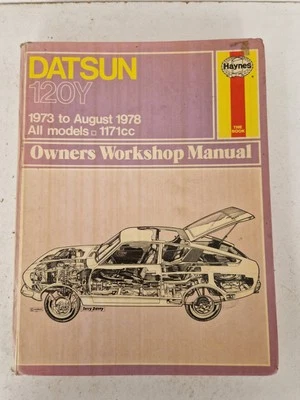 DATSUN
120Y
Haynes
1973 to August 1978
All models □ 1171cc
Owners Workshop Manual